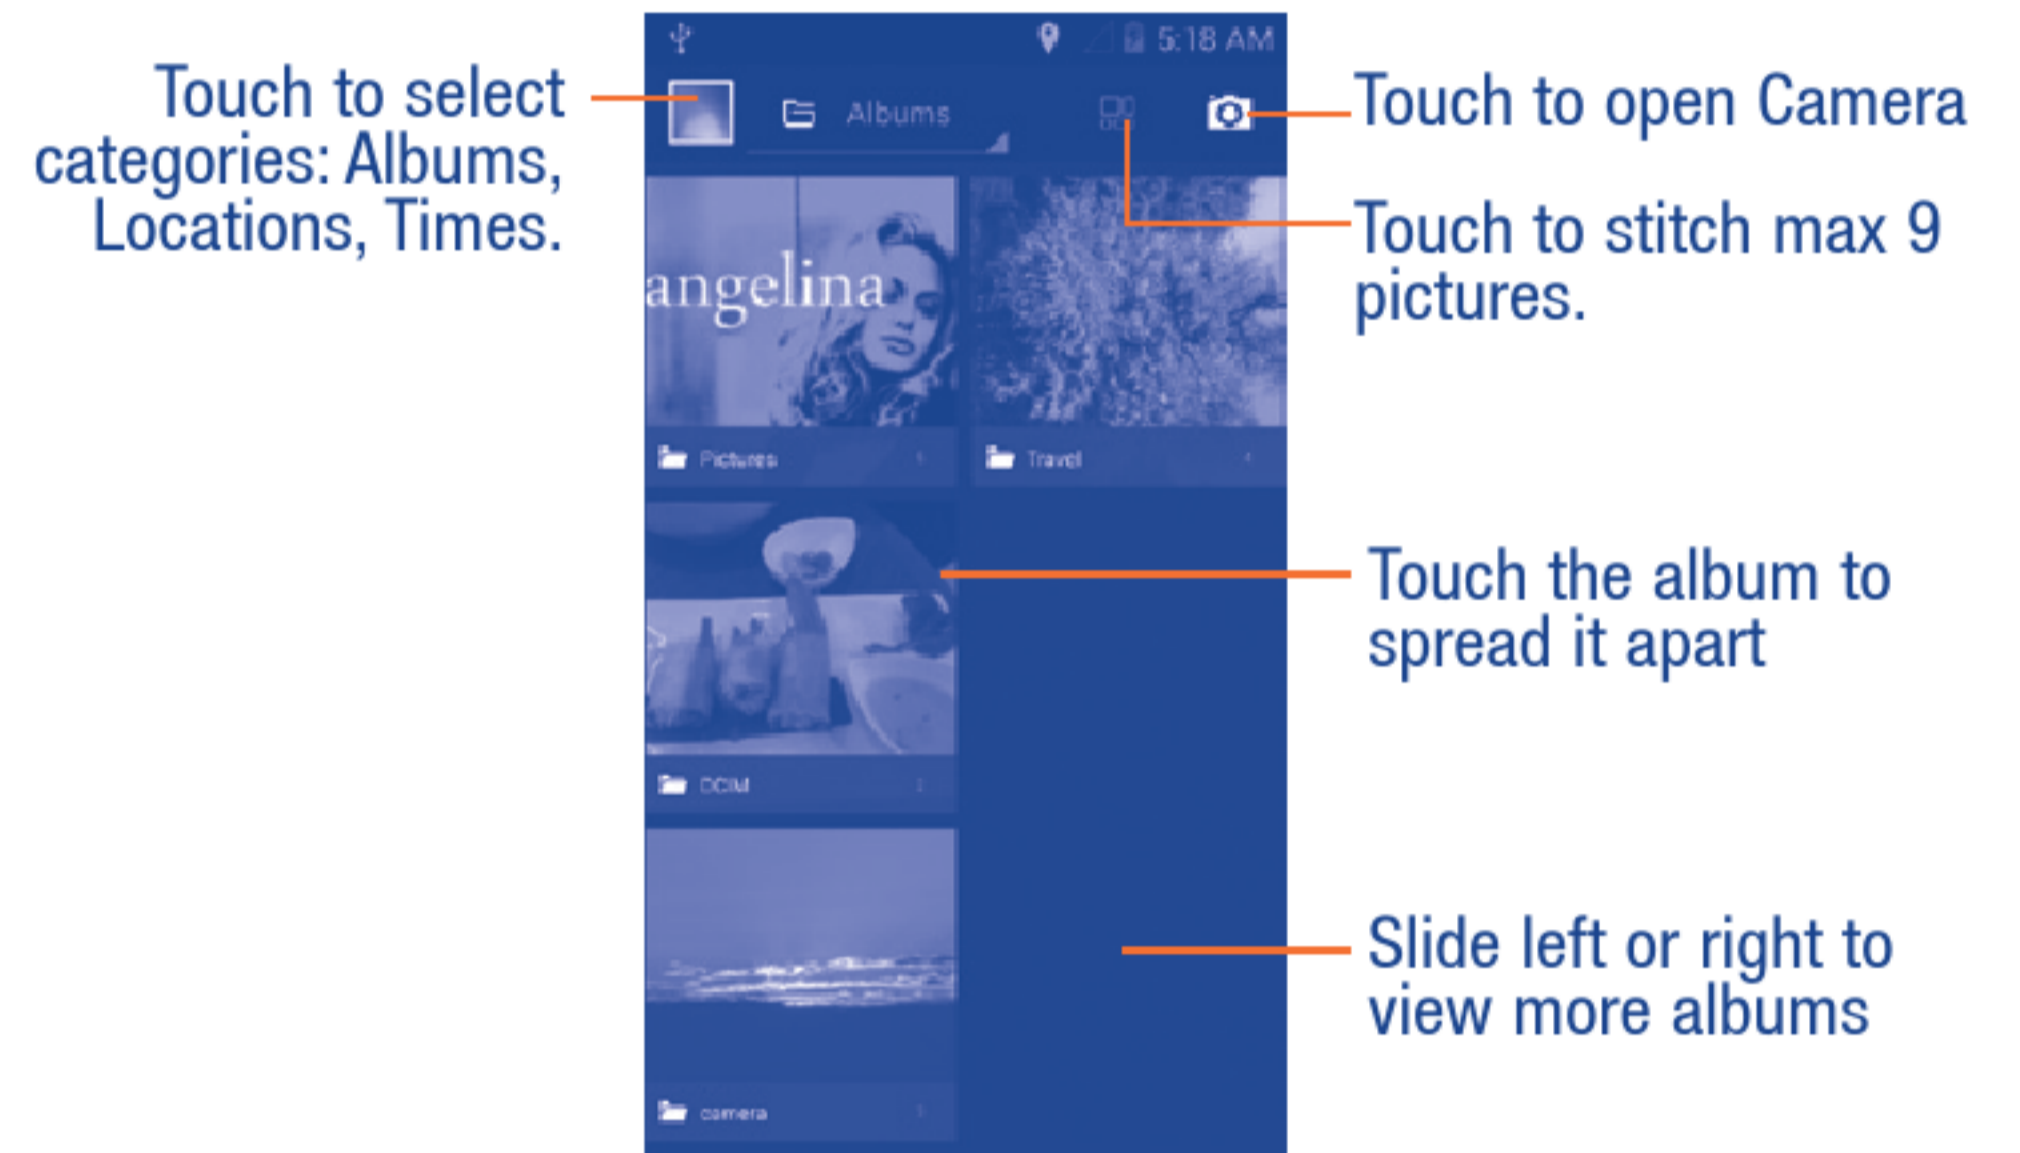 5:18 AM
Touch to select
categories: Albums,
Locations, Times.
Albums
Touch to open Camera
Touch to stitch max 9
pictures.
angelina
Pictures
Travel
4
Touch the album to
spread it apart
DCIM
Slide left or right to
view more albums
camera